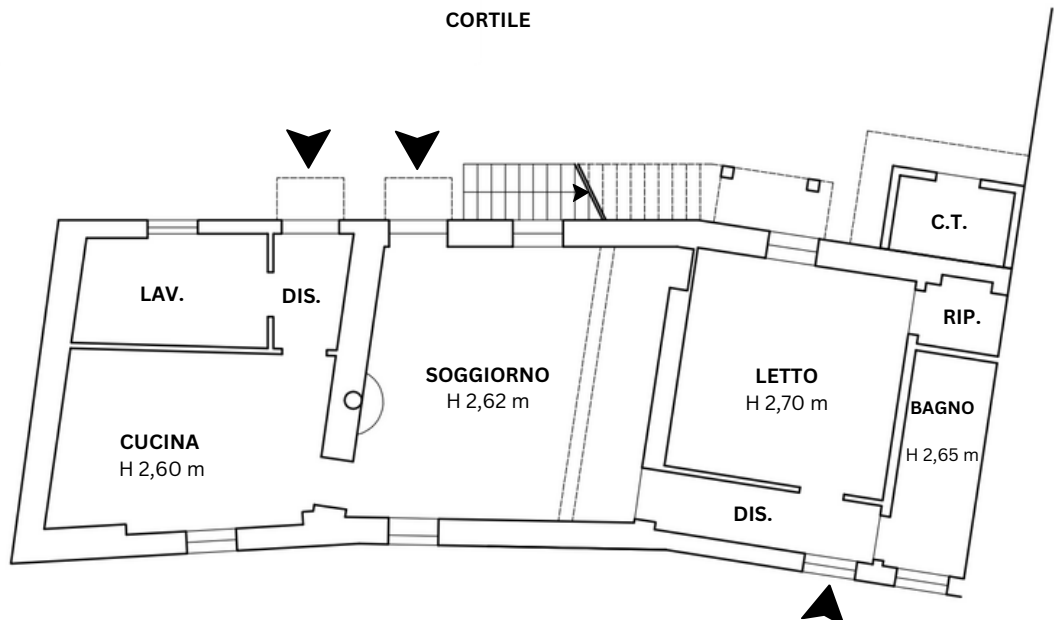 CORTILE
C.T.
LAV.
DIS.
RIP.
SOGGIORNO
H 2,62 m
LETTO
H 2,70 m
BAGNO
H 2,65 m
CUCINA
H 2,60 m
DIS.